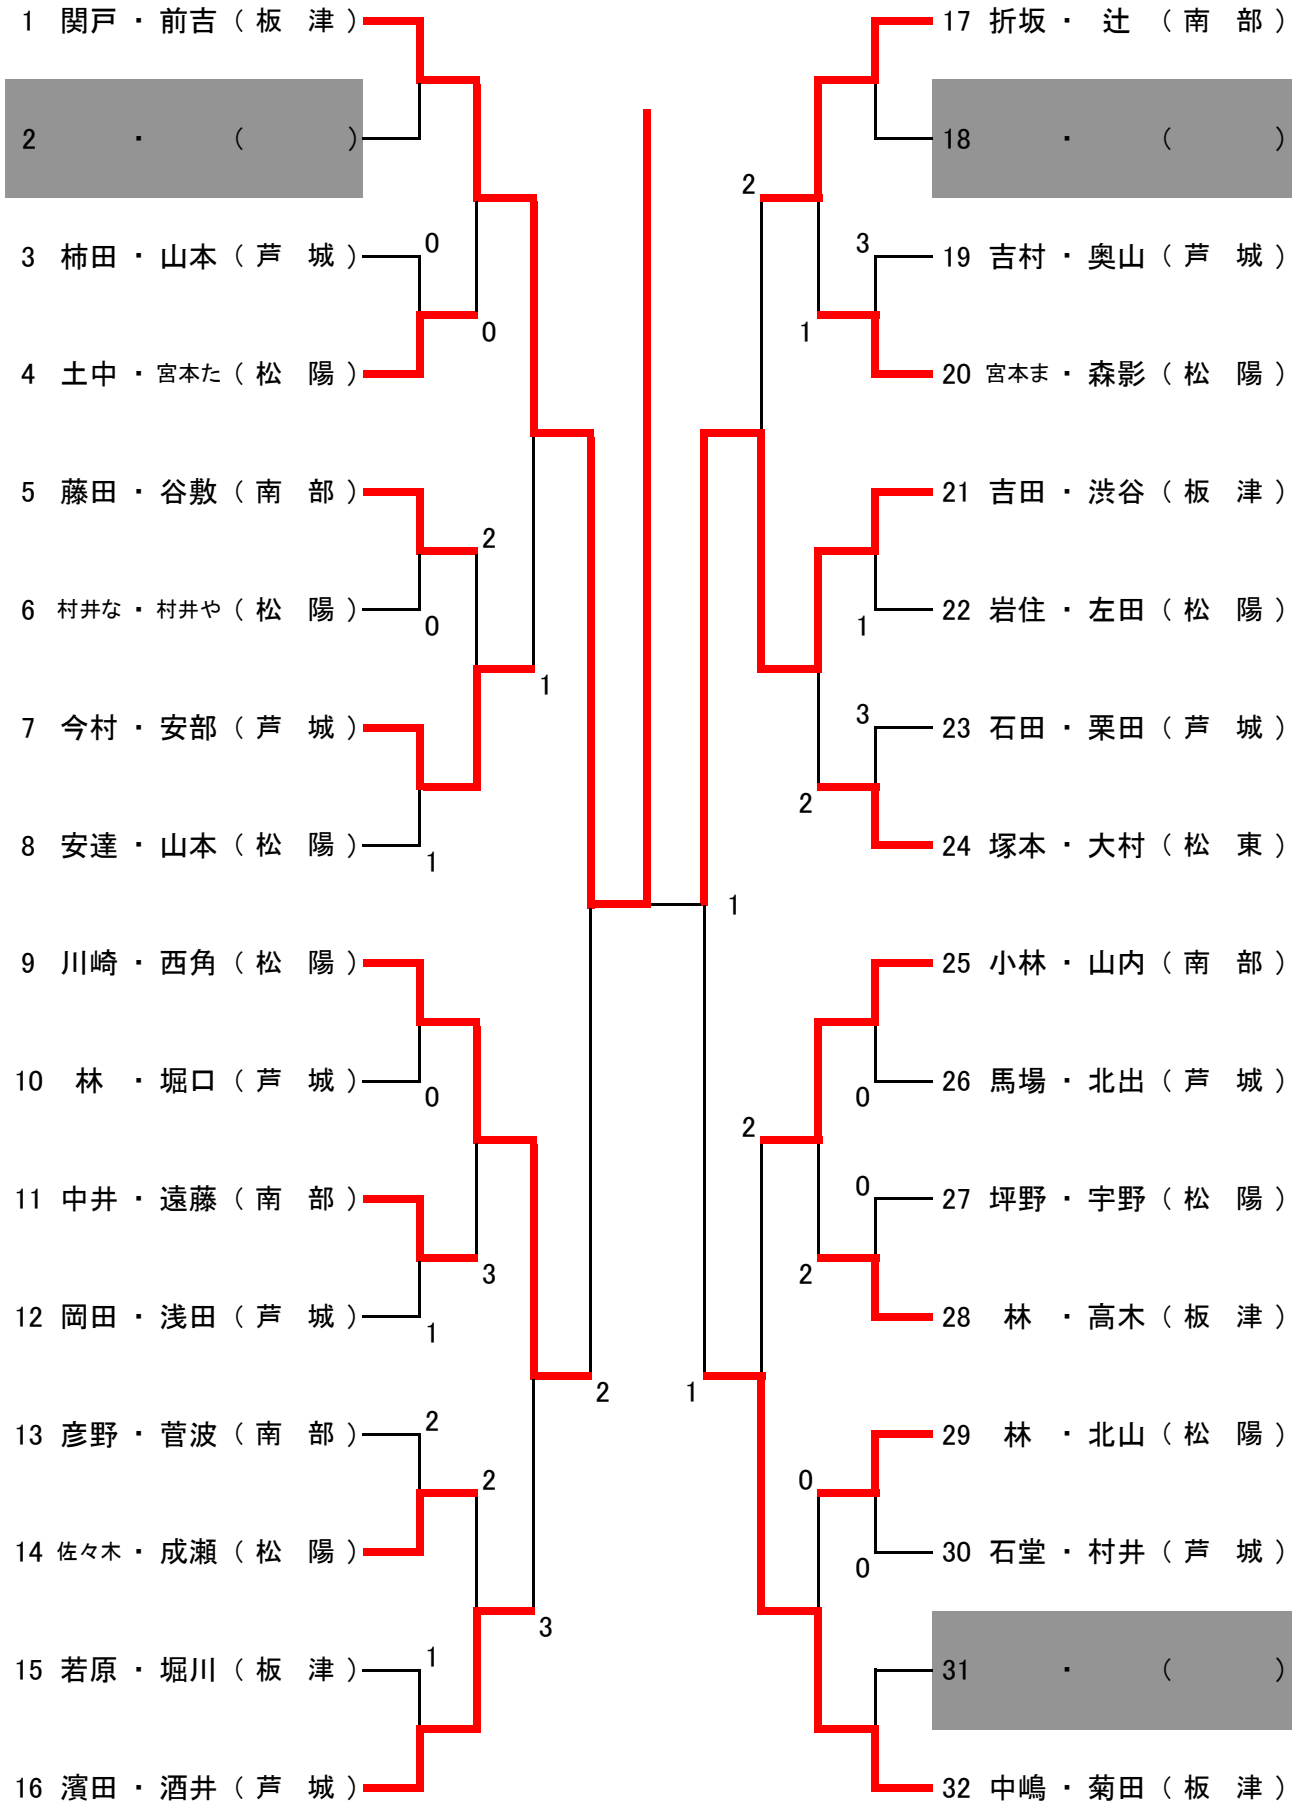 1 関戸・前吉（板　津）
2 ・（　　）
0
3 柿田・山本（芦　城）
0
4 土中・宮本た（松　陽）
5 藤田・谷敷（南　部）
2
6 村井な・村井や（松　陽）
0
1
7 今村・安部（芦　城）
8 安達・山本（松　陽）
1
9 川崎・西角（松　陽）
10 林・堀口（芦　城）
0
11 中井・遠藤（南　部）
3
12 岡田・浅田（芦　城）
1
2
13 彦野・菅波（南　部）
2
2
14 佐々木・成瀬（松　陽）
3
15 若原・堀川（板　津）
1
16 濱田・酒井（芦　城）
17 折坂・辻（南　部）
18 ・（　　）
2
3
19 吉村・奥山（芦　城）
1
20 宮本ま・森影（松　陽）
21 吉田・渋谷（板　津）
22 岩住・左田（松　陽）
1
3
23 石田・栗田（芦　城）
2
24 塚本・大村（松　東）
1
25 小林・山内（南　部）
26 馬場・北出（芦　城）
0
2
0
27 坪野・宇野（松　陽）
2
28 林・高木（板　津）
1
29 林・北山（松　陽）
0
30 石堂・村井（芦　城）
0
31 ・（　　）
32 中嶋・菊田（板　津）